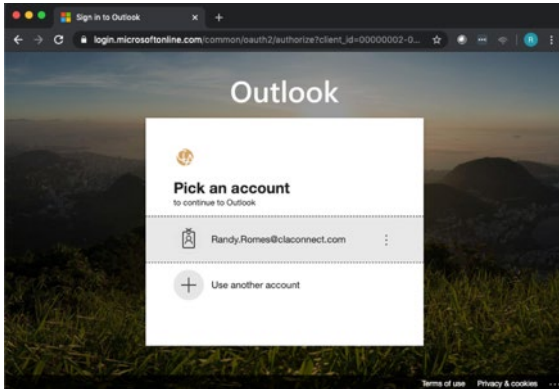 Sign in to Outlook
login.microsoftonline.com/common/oauth2/authorize?client_id=00000002-0...
Outlook
Pick an account
to continue to Outlook
Randy.Romes@claconnect.com
Use another account
Terms of use Privacy & cookies ...